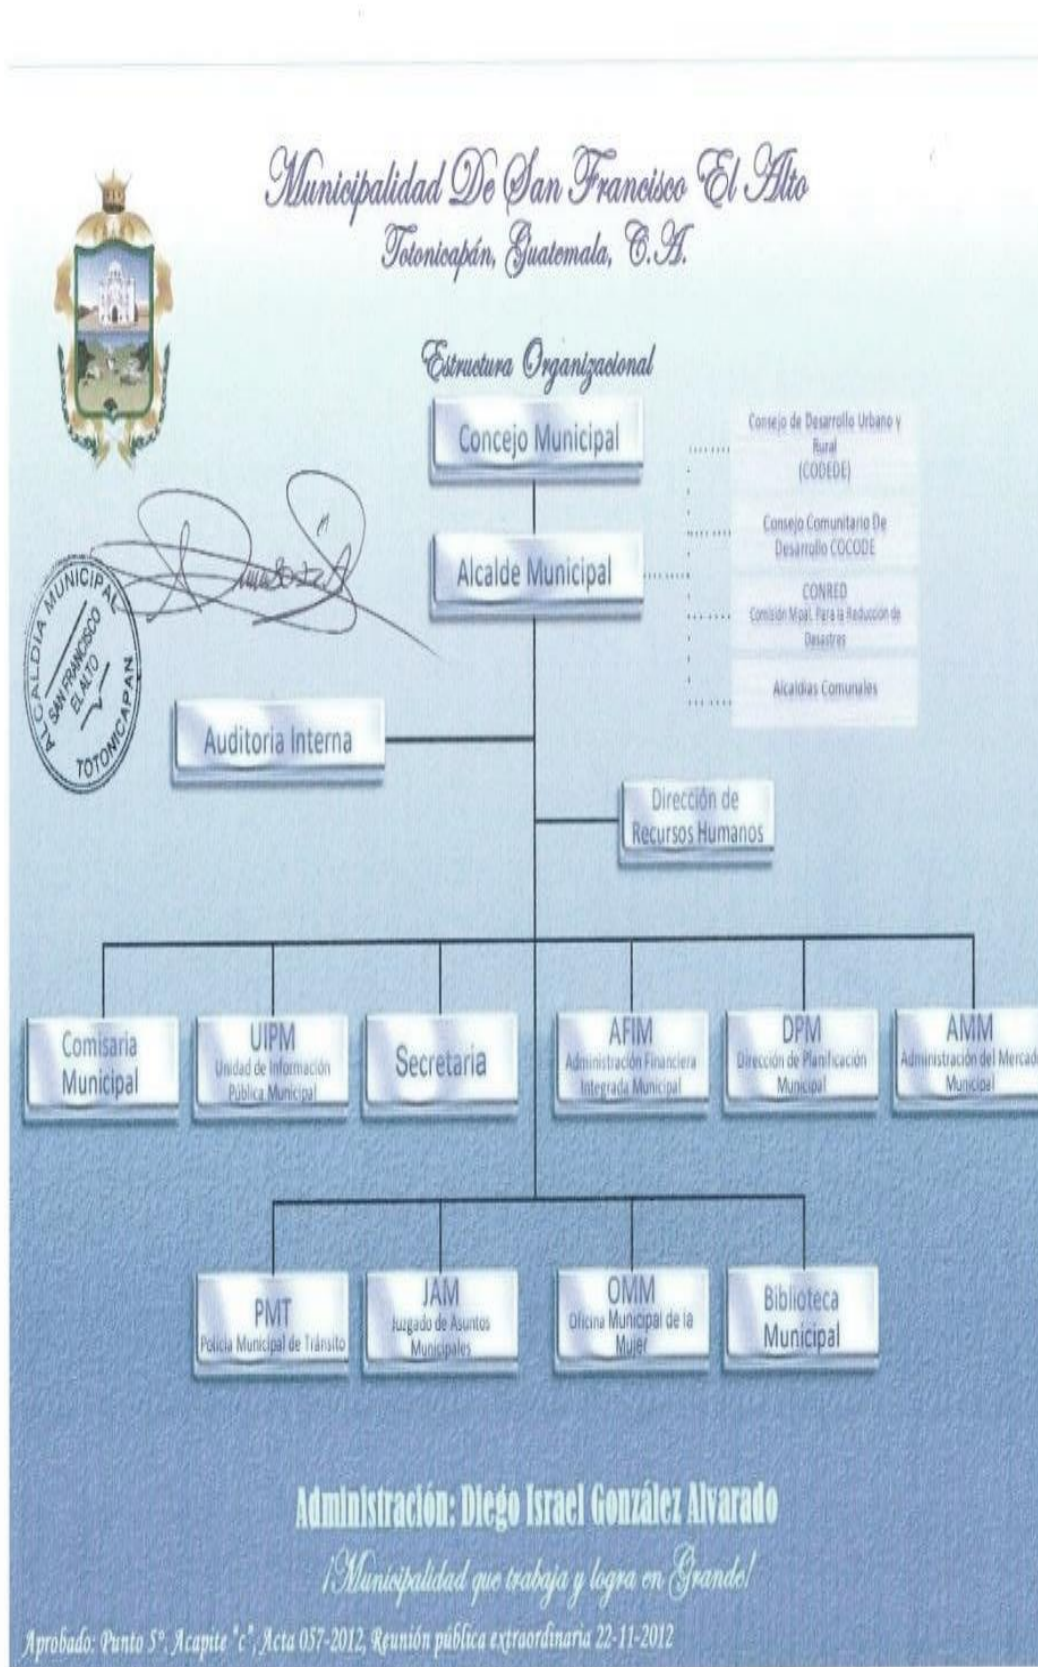 Municipalidad De San Francisco El Alto
Totonicapán, Guatemala, C.A.
Estructura Organizacional
Concejo Municipal
Consejo de Desarrollo Urbano y
Rural
(CODEDE)
Consejo Comunitario De
Desarrollo COCODE
Alcalde Municipal
CONRED
Comisión Mpal. Para la Reducción de
Desastres
Alcaldias Comunales
ALCALDIA MUNICIPAL
SAN FRANCISCO
EL ALTO
TOTONICAPAN
Auditoria Interna
Dirección de
Recursos Humanos
Comisaria
Municipal
UIPM
Unidad de Información
Pública Municipal
Secretaria
AFIM
Administración Financiera
Integrada Municipal
DPM
Dirección de Planificación
Municipal
AMM
Administración del Mercado
Municipal
PMT
Policía Municipal de Tránsito
JAM
Juzgado de Asuntos
Municipales
OMM
Oficina Municipal de la
Mujer
Biblioteca
Municipal
Administración: Diego Israel González Alvarado
¡Municipalidad que trabaja y logra en Grande!
Aprobado: Punto 5º. Acapite "c", Acta 057-2012, Reunión pública extraordinaria 22-11-2012